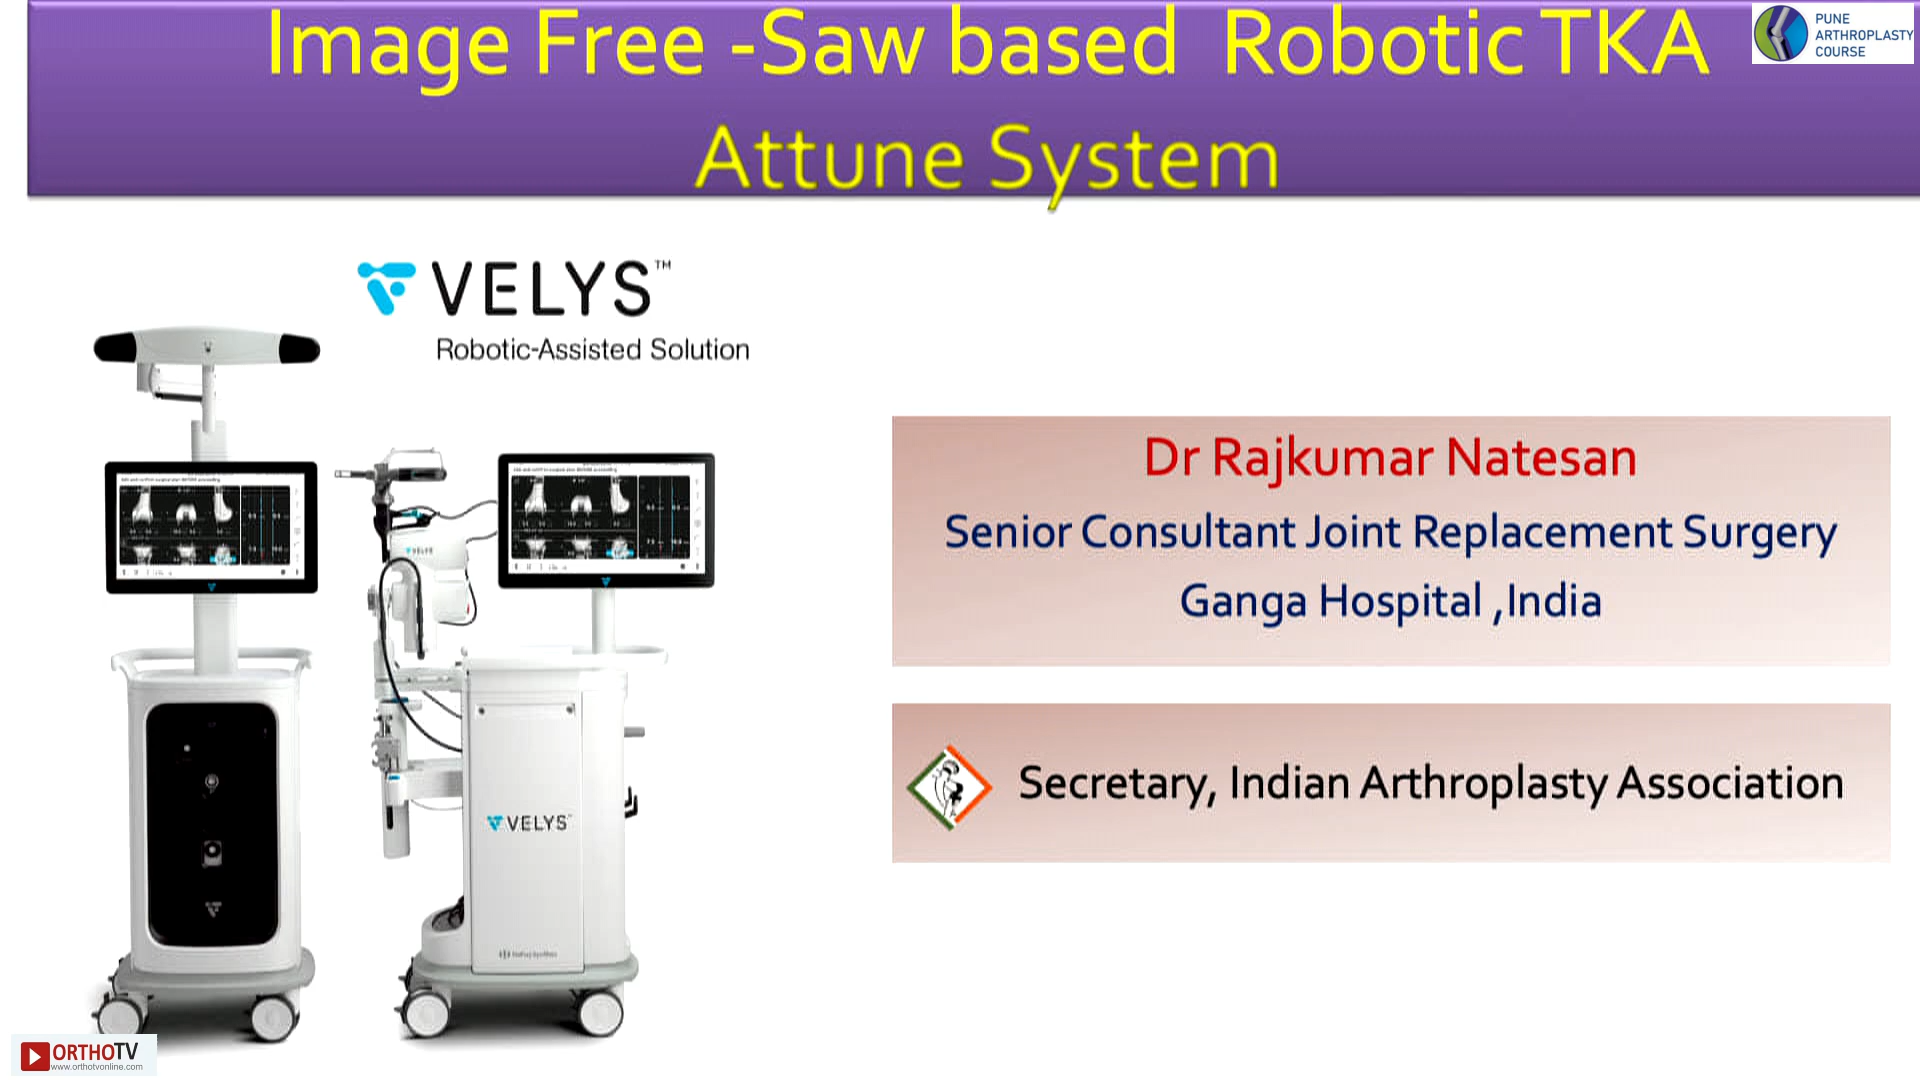 Image Free -Saw based Robotic TKA
Attune System
PUNE
ARTHROPLASTY
COURSE
VELYS™
Robotic-Assisted Solution
Dr Rajkumar Natesan
Senior Consultant Joint Replacement Surgery
Ganga Hospital ,India
Secretary, Indian Arthroplasty Association
VELYS
VELYS™
ORTHOTV
www.orthotvonline.com